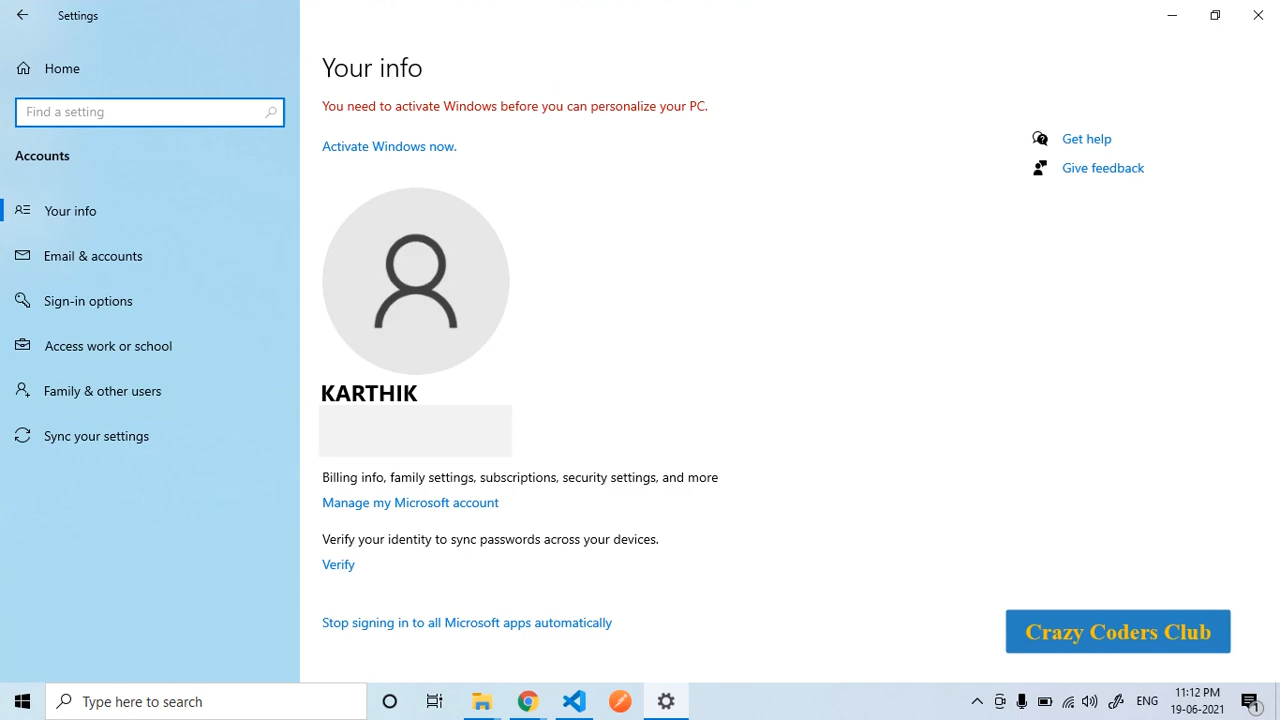 Settings
Home
Find a setting
Accounts
Your info
Email & accounts
Sign-in options
Access work or school
Family & other users
Sync your settings
Your info
You need to activate Windows before you can personalize your PC.
Activate Windows now.
KARTHIK
Billing info, family settings, subscriptions, security settings, and more
Manage my Microsoft account
Verify your identity to sync passwords across your devices.
Verify
Stop signing in to all Microsoft apps automatically
Get help
Give feedback
Crazy Coders Club
Type here to search
ENG
11:12 PM
19-06-2021
1